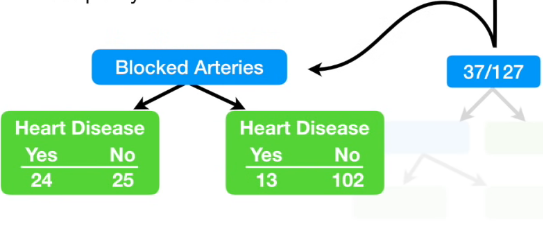 Blocked Arteries
37/127
Heart Disease
Yes No
24 25
Heart Disease
Yes No
13 102